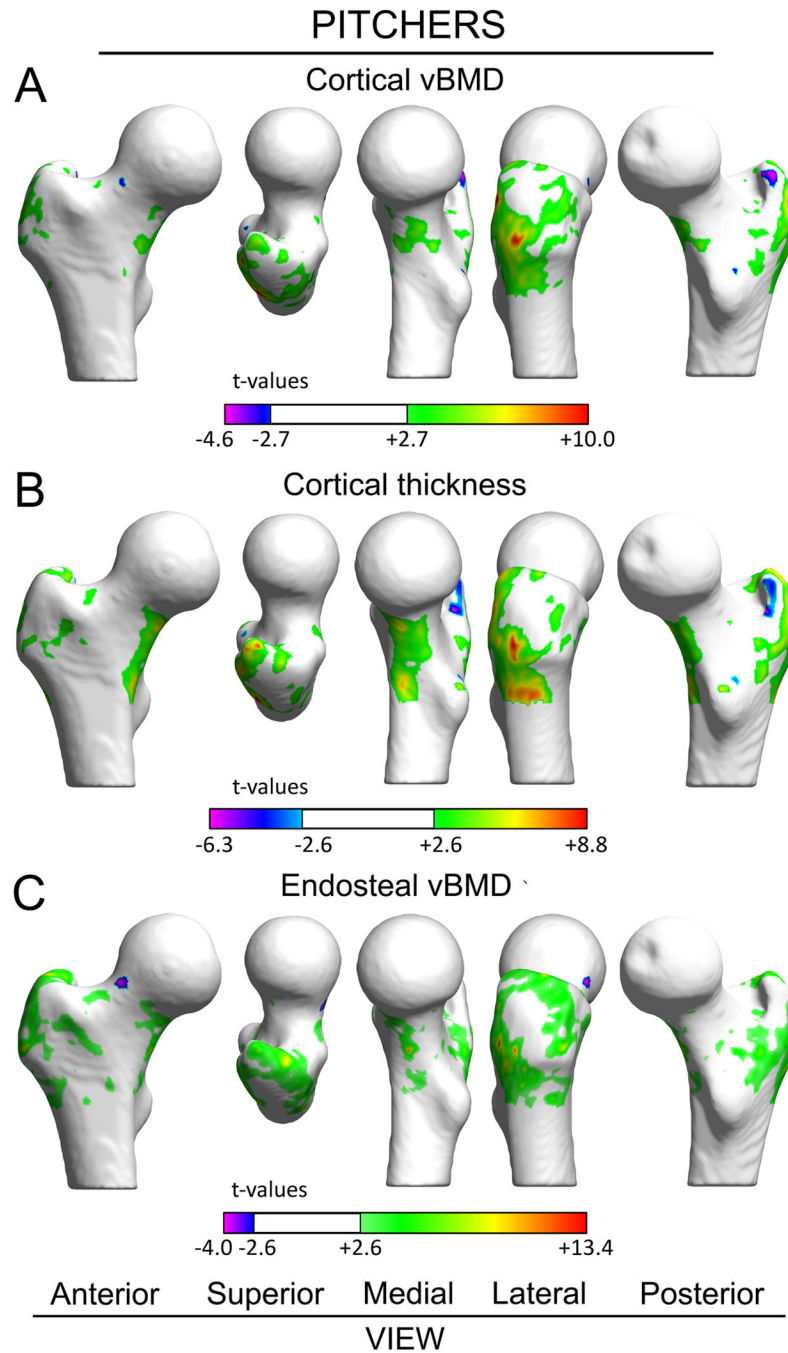 PITCHERS
A
Cortical vBMD
t-values
-4.6 -2.7 +2.7 +10.0
B
Cortical thickness
t-values
-6.3 -2.6 +2.6 +8.8
C
Endosteal vBMD `
t-values
-4.0 -2.6 +2.6 +13.4
Anterior Superior Medial Lateral Posterior
VIEW